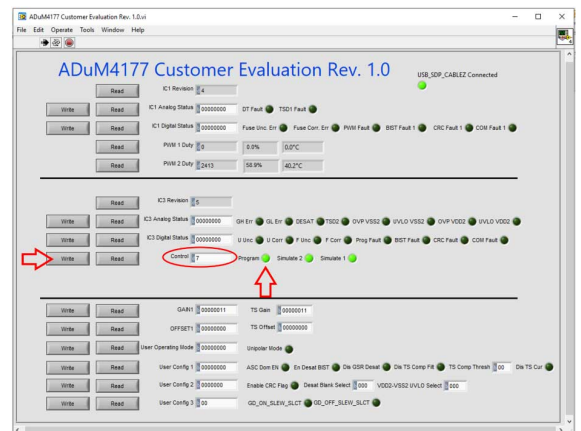 ADuM4177 Customer Evaluation Rev. 1.0.vi
File Edit Operate Tools Window Help
ADuM4177 Customer Evaluation Rev. 1.0 USB_SDP_CABLEZ Connected
Read IC1 Revision 4
Write Read IC1 Analog Status 00000000 DT Fault TSD1 Fault
Write Read IC1 Digital Status 00000000 Fuse Unc. Err Fuse Corr. Err PWM Fault BIST Fault 1 CRC Fault 1 COM Fault 1
Read PWM 1 Duty 0 0.0% 0.0°C
Read PWM 2 Duty 2413 58.9% 40.2°C
Read IC3 Revision 5
Write Read IC3 Analog Status 00000000 GH Err GL Err DESAT TSD2 OVP VSS2 UVLO VSS2 OVP VDD2 UVLO VDD2
Write Read IC3 Digital Status 00000000 U Unc U Corr F Unc F Corr Prog Fault BIST Fault CRC Fault COM Fault
Write Read Control 7 Program Simulate 2 Simulate 1
Write Read GAIN1 00000011 TS Gain 00000011
Write Read OFFSET1 00000000 TS Offset 00000000
Write Read User Operating Mode 00000000 Unipolar Mode
Write Read User Config 1 00000000 ASC Dom EN En Desat BIST Dis GSR Desat Dis TS Comp Filt TS Comp Thresh 00 Dis TS Cur
Write Read User Config 2 00000000 Enable CRC Flag Desat Blank Select 000 VDD2-VSS2 UVLO Select 000
Write Read User Config 3 00 GD_ON_SLEW_SLCT GD_OFF_SLEW_SLCT